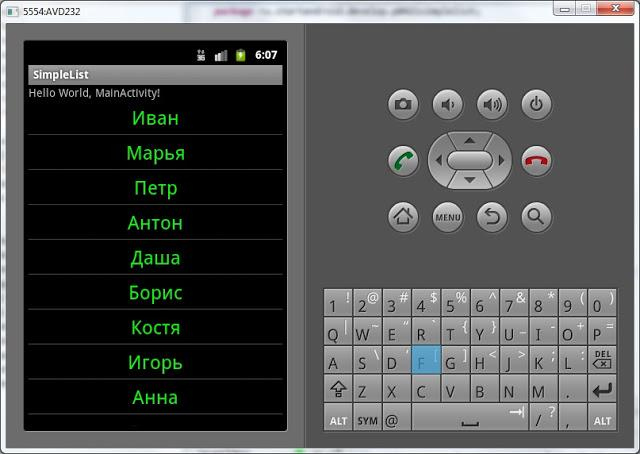 5554:AVD232
3G 6:07
SimpleList
Hello World, MainActivity!
Иван
Марья
Петр
Антон
Даша
Борис
Костя
Игорь
Анна
MENU
1 ! 2 @ 3 # 4 $ 5 % 6 ^ 7 & 8 * 9 ( 0 )
Q | W ~ E " R ` T { Y } U _ I - O + P =
A S \ D ' F [ G ] H < J > K ; L : DEL
Z X C V B N M .
ALT SYM @ / ? , ALT